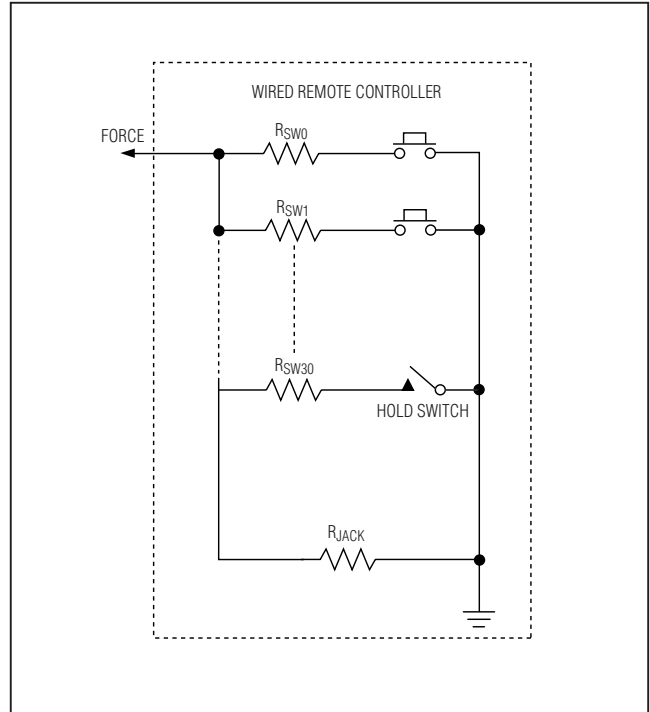 WIRED REMOTE CONTROLLER
FORCE
RSW0
RSW1
RSW30
HOLD SWITCH
RJACK